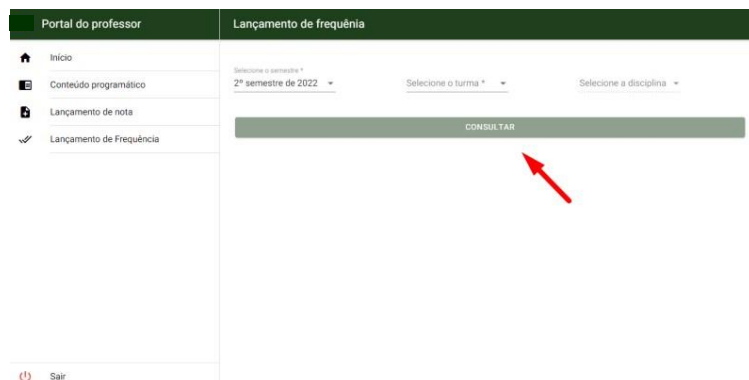 Portal do professor
Lançamento de frequênia
Início
Conteúdo programático
Lançamento de nota
Lançamento de Frequência
Selecione o semestre *
2º semestre de 2022
Selecione o turma *
Selecione a disciplina
CONSULTAR
Sair